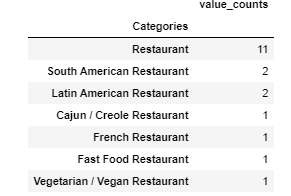 value_counts
Categories
Restaurant 11
South American Restaurant 2
Latin American Restaurant 2
Cajun / Creole Restaurant 1
French Restaurant 1
Fast Food Restaurant 1
Vegetarian / Vegan Restaurant 1